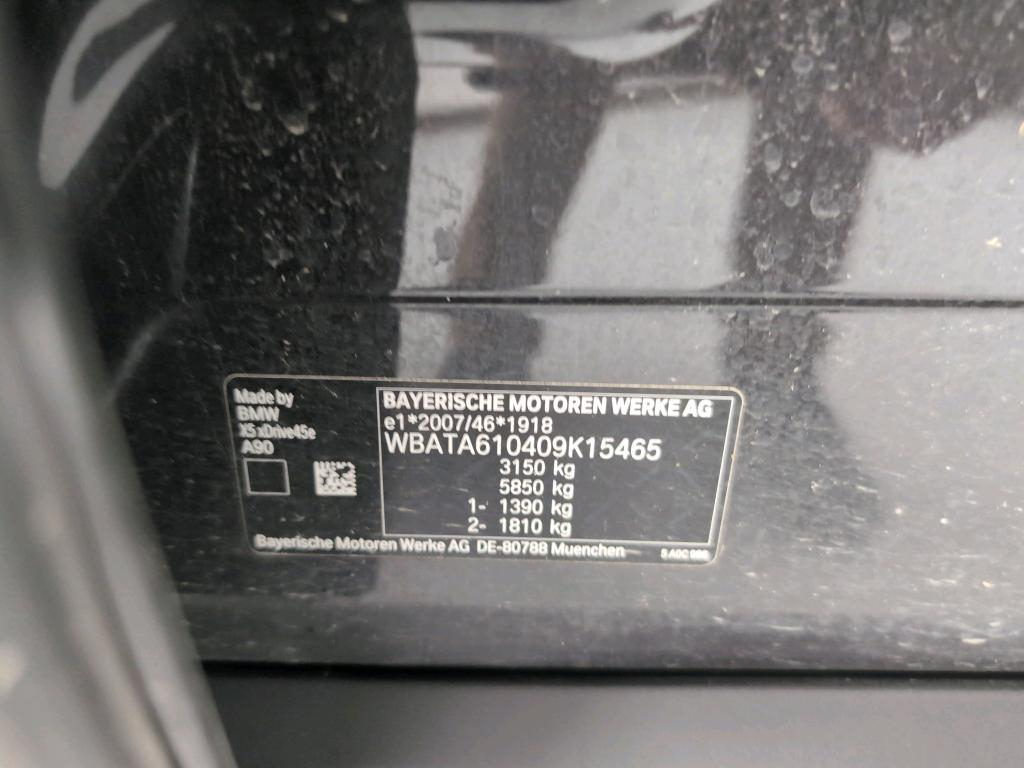 Made by
BMW
X5 xDrive45e
A90
BAYERISCHE MOTOREN WERKE AG
e1*2007/46*1918
WBATA610409K15465
3150 kg
5850 kg
1- 1390 kg
2- 1810 kg
Bayerische Motoren Werke AG DE-80788 Muenchen